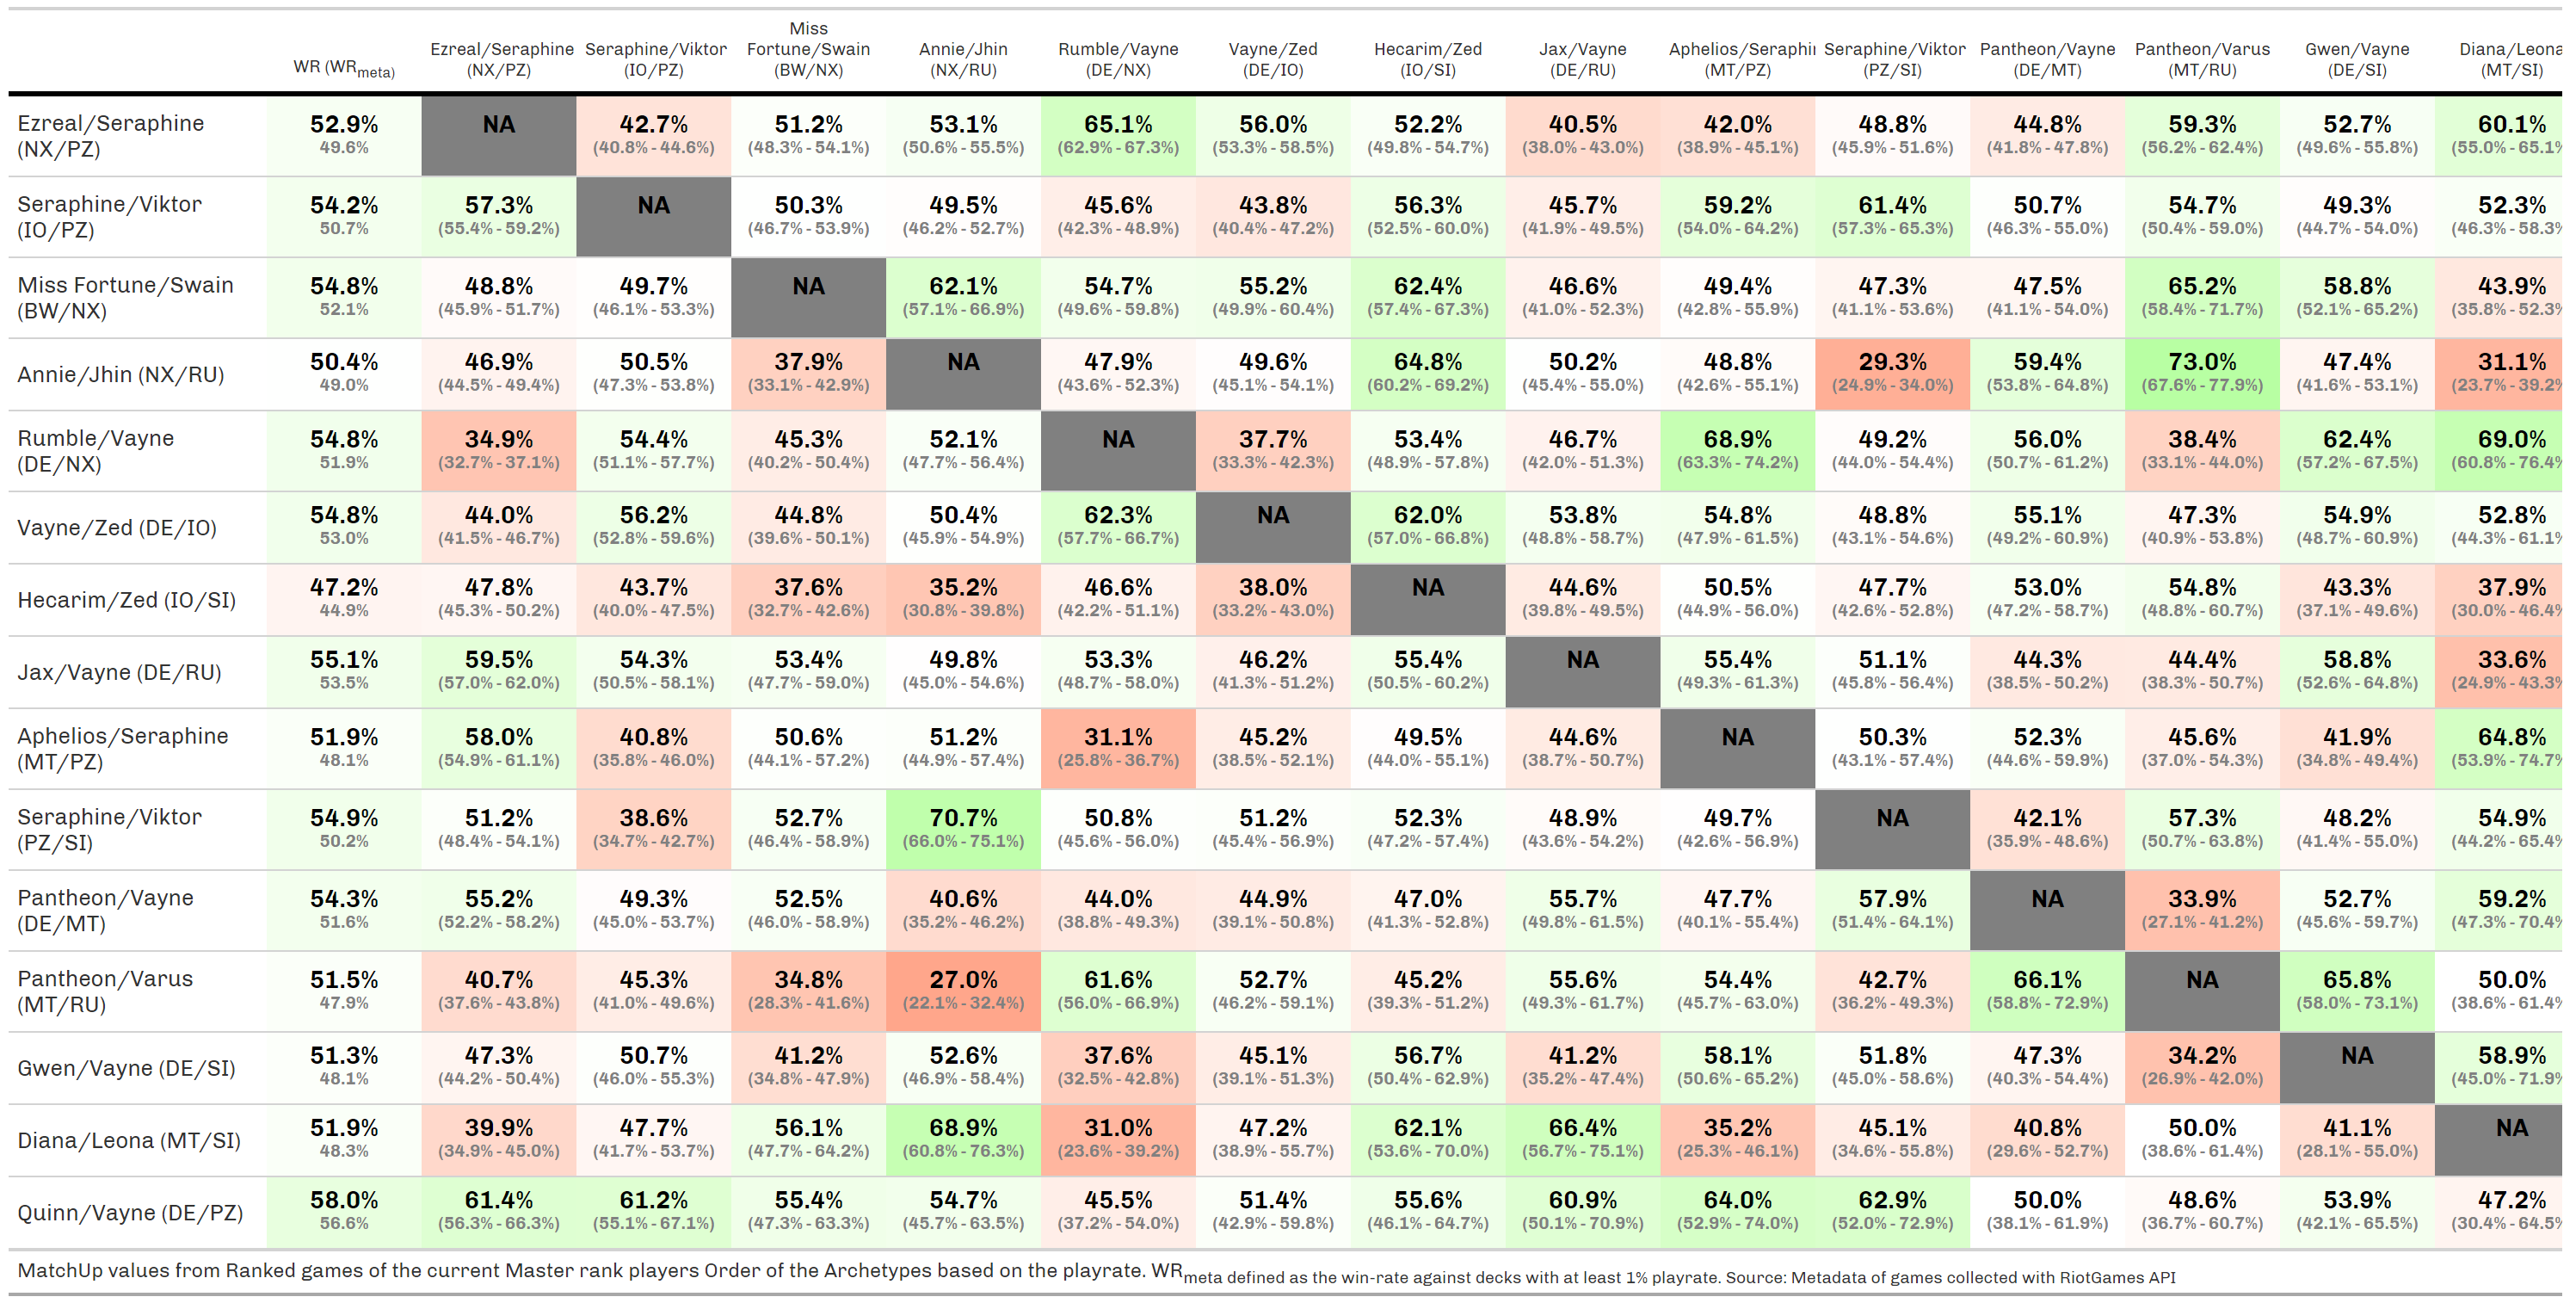 WR (WRmeta) Ezreal/Seraphine (NX/PZ) Seraphine/Viktor (IO/PZ) Miss Fortune/Swain (BW/NX) Annie/Jhin (NX/RU) Rumble/Vayne (DE/NX) Vayne/Zed (DE/IO) Hecarim/Zed (IO/SI) Jax/Vayne (DE/RU) Aphelios/Seraphi (MT/PZ) Seraphine/Viktor (PZ/SI) Pantheon/Vayne (DE/MT) Pantheon/Varus (MT/RU) Gwen/Vayne (DE/SI) Diana/Leona (MT/SI)
Ezreal/Seraphine 52.9% NA 42.7% 51.2% 53.1% 65.1% 56.0% 52.2% 40.5% 42.0% 48.8% 44.8% 59.3% 52.7% 60.1%
(NX/PZ) 49.6% (40.8% - 44.6%) (48.3% - 54.1%) (50.6% - 55.5%) (62.9% - 67.3%) (53.3% - 58.5%) (49.8% - 54.7%) (38.0% - 43.0%) (38.9% - 45.1%) (45.9% - 51.6%) (41.8% - 47.8%) (56.2% - 62.4%) (49.6% - 55.8%) (55.0% - 65.1%
Seraphine/Viktor 54.2% 57.3% NA 50.3% 49.5% 45.6% 43.8% 56.3% 45.7% 59.2% 61.4% 50.7% 54.7% 49.3% 52.3%
(IO/PZ) 50.7% (55.4% - 59.2%) (46.7% - 53.9%) (46.2% - 52.7%) (42.3% - 48.9%) (40.4% - 47.2%) (52.5% - 60.0%) (41.9% - 49.5%) (54.0% - 64.2%) (57.3% - 65.3%) (46.3% - 55.0%) (50.4% - 59.0%) (44.7% - 54.0%) (46.3% - 58.3%
Miss Fortune/Swain 54.8% 48.8% 49.7% NA 62.1% 54.7% 55.2% 62.4% 46.6% 49.4% 47.3% 47.5% 65.2% 58.8% 43.9%
(BW/NX) 52.1% (45.9% - 51.7%) (46.1% - 53.3%) (57.1% - 66.9%) (49.6% - 59.8%) (49.9% - 60.4%) (57.4% - 67.3%) (41.0% - 52.3%) (42.8% - 55.9%) (41.1% - 53.6%) (41.1% - 54.0%) (58.4% - 71.7%) (52.1% - 65.2%) (35.8% - 52.3%
Annie/Jhin (NX/RU) 50.4% 46.9% 50.5% 37.9% NA 47.9% 49.6% 64.8% 50.2% 48.8% 29.3% 59.4% 73.0% 47.4% 31.1%
49.0% (44.5% - 49.4%) (47.3% - 53.8%) (33.1% - 42.9%) (43.6% - 52.3%) (45.1% - 54.1%) (60.2% - 69.2%) (45.4% - 55.0%) (42.6% - 55.1%) (24.9% - 34.0%) (53.8% - 64.8%) (67.6% - 77.9%) (41.6% - 53.1%) (23.7% - 39.2%
Rumble/Vayne 54.8% 34.9% 54.4% 45.3% 52.1% NA 37.7% 53.4% 46.7% 68.9% 49.2% 56.0% 38.4% 62.4% 69.0%
(DE/NX) 51.9% (32.7% - 37.1%) (51.1% - 57.7%) (40.2% - 50.4%) (47.7% - 56.4%) (33.3% - 42.3%) (48.9% - 57.8%) (42.0% - 51.3%) (63.3% - 74.2%) (44.0% - 54.4%) (50.7% - 61.2%) (33.1% - 44.0%) (57.2% - 67.5%) (60.8% - 76.4%
Vayne/Zed (DE/IO) 54.8% 44.0% 56.2% 44.8% 50.4% 62.3% NA 62.0% 53.8% 54.8% 48.8% 55.1% 47.3% 54.9% 52.8%
53.0% (41.5% - 46.7%) (52.8% - 59.6%) (39.6% - 50.1%) (45.9% - 54.9%) (57.7% - 66.7%) (57.0% - 66.8%) (48.8% - 58.7%) (47.9% - 61.5%) (43.1% - 54.6%) (49.2% - 60.9%) (40.9% - 53.8%) (48.7% - 60.9%) (44.3% - 61.1%
Hecarim/Zed (IO/SI) 47.2% 47.8% 43.7% 37.6% 35.2% 46.6% 38.0% NA 44.6% 50.5% 47.7% 53.0% 54.8% 43.3% 37.9%
44.9% (45.3% - 50.2%) (40.0% - 47.5%) (32.7% - 42.6%) (30.8% - 39.8%) (42.2% - 51.1%) (33.2% - 43.0%) (39.8% - 49.5%) (44.9% - 56.0%) (42.6% - 52.8%) (47.2% - 58.7%) (48.8% - 60.7%) (37.1% - 49.6%) (30.0% - 46.4%
Jax/Vayne (DE/RU) 55.1% 59.5% 54.3% 53.4% 49.8% 53.3% 46.2% 55.4% NA 55.4% 51.1% 44.3% 44.4% 58.8% 33.6%
53.5% (57.0% - 62.0%) (50.5% - 58.1%) (47.7% - 59.0%) (45.0% - 54.6%) (48.7% - 58.0%) (41.3% - 51.2%) (50.5% - 60.2%) (49.3% - 61.3%) (45.8% - 56.4%) (38.5% - 50.2%) (38.3% - 50.7%) (52.6% - 64.8%) (24.9% - 43.3%
Aphelios/Seraphine 51.9% 58.0% 40.8% 50.6% 51.2% 31.1% 45.2% 49.5% 44.6% NA 50.3% 52.3% 45.6% 41.9% 64.8%
(MT/PZ) 48.1% (54.9% - 61.1%) (35.8% - 46.0%) (44.1% - 57.2%) (44.9% - 57.4%) (25.8% - 36.7%) (38.5% - 52.1%) (44.0% - 55.1%) (38.7% - 50.7%) (43.1% - 57.4%) (44.6% - 59.9%) (37.0% - 54.3%) (34.8% - 49.4%) (53.9% - 74.7%
Seraphine/Viktor 54.9% 51.2% 38.6% 52.7% 70.7% 50.8% 51.2% 52.3% 48.9% 49.7% NA 42.1% 57.3% 48.2% 54.9%
(PZ/SI) 50.2% (48.4% - 54.1%) (34.7% - 42.7%) (46.4% - 58.9%) (66.0% - 75.1%) (45.6% - 56.0%) (45.4% - 56.9%) (47.2% - 57.4%) (43.6% - 54.2%) (42.6% - 56.9%) (35.9% - 48.6%) (50.7% - 63.8%) (41.4% - 55.0%) (44.2% - 65.4%
Pantheon/Vayne 54.3% 55.2% 49.3% 52.5% 40.6% 44.0% 44.9% 47.0% 55.7% 47.7% 57.9% NA 33.9% 52.7% 59.2%
(DE/MT) 51.6% (52.2% - 58.2%) (45.0% - 53.7%) (46.0% - 58.9%) (35.2% - 46.2%) (38.8% - 49.3%) (39.1% - 50.8%) (41.3% - 52.8%) (49.8% - 61.5%) (40.1% - 55.4%) (51.4% - 64.1%) (27.1% - 41.2%) (45.6% - 59.7%) (47.3% - 70.4%
Pantheon/Varus 51.5% 40.7% 45.3% 34.8% 27.0% 61.6% 52.7% 45.2% 55.6% 54.4% 42.7% 66.1% NA 65.8% 50.0%
(MT/RU) 47.9% (37.6% - 43.8%) (41.0% - 49.6%) (28.3% - 41.6%) (22.1% - 32.4%) (56.0% - 66.9%) (46.2% - 59.1%) (39.3% - 51.2%) (49.3% - 61.7%) (45.7% - 63.0%) (36.2% - 49.3%) (58.8% - 72.9%) (58.0% - 73.1%) (38.6% - 61.4%
Gwen/Vayne (DE/SI) 51.3% 47.3% 50.7% 41.2% 52.6% 37.6% 45.1% 56.7% 41.2% 58.1% 51.8% 47.3% 34.2% NA 58.9%
48.1% (44.2% - 50.4%) (46.0% - 55.3%) (34.8% - 47.9%) (46.9% - 58.4%) (32.5% - 42.8%) (39.1% - 51.3%) (50.4% - 62.9%) (35.2% - 47.4%) (50.6% - 65.2%) (45.0% - 58.6%) (40.3% - 54.4%) (26.9% - 42.0%) (45.0% - 71.9%
Diana/Leona (MT/SI) 51.9% 39.9% 47.7% 56.1% 68.9% 31.0% 47.2% 62.1% 66.4% 35.2% 45.1% 40.8% 50.0% 41.1% NA
48.3% (34.9% - 45.0%) (41.7% - 53.7%) (47.7% - 64.2%) (60.8% - 76.3%) (23.6% - 39.2%) (38.9% - 55.7%) (53.6% - 70.0%) (56.7% - 75.1%) (25.3% - 46.1%) (34.6% - 55.8%) (29.6% - 52.7%) (38.6% - 61.4%) (28.1% - 55.0%)
Quinn/Vayne (DE/PZ) 58.0% 61.4% 61.2% 55.4% 54.7% 45.5% 51.4% 55.6% 60.9% 64.0% 62.9% 50.0% 48.6% 53.9% 47.2%
56.6% (56.3% - 66.3%) (55.1% - 67.1%) (47.3% - 63.3%) (45.7% - 63.5%) (37.2% - 54.0%) (42.9% - 59.8%) (46.1% - 64.7%) (50.1% - 70.9%) (52.9% - 74.0%) (52.0% - 72.9%) (38.1% - 61.9%) (36.7% - 60.7%) (42.1% - 65.5%) (30.4% - 64.5%
MatchUp values from Ranked games of the current Master rank players Order of the Archetypes based on the playrate. WRmeta defined as the win-rate against decks with at least 1% playrate. Source: Metadata of games collected with RiotGames API